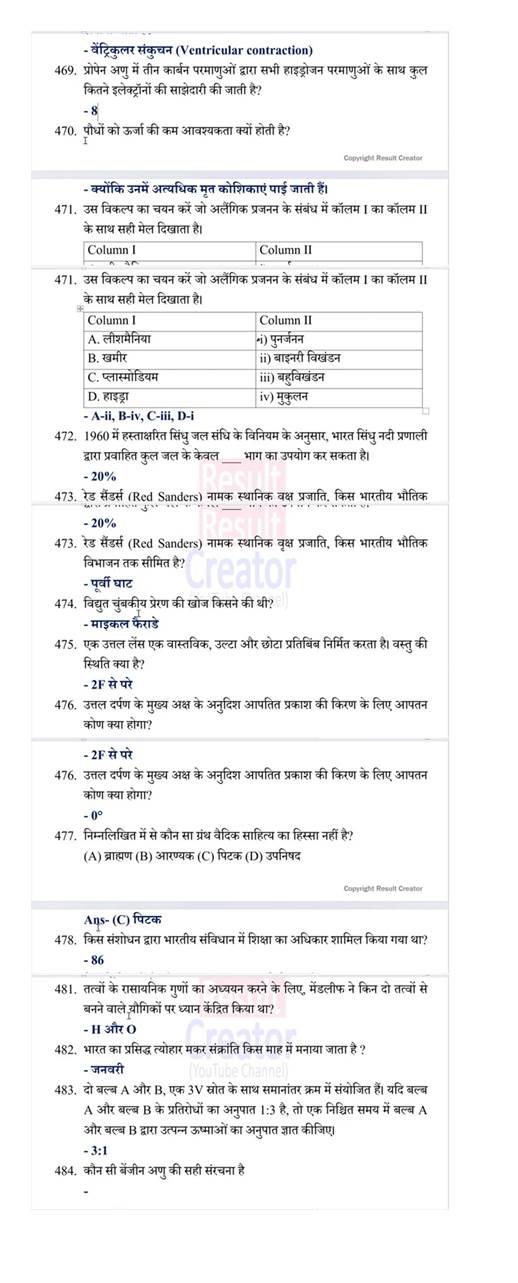 - वेंट्रिकुलर संकुचन (Ventricular contraction)
469. प्रोपेन अणु में तीन कार्बन परमाणुओं द्वारा सभी हाइड्रोजन परमाणुओं के साथ कुल
कितने इलेक्ट्रॉनों की साझेदारी की जाती है?
- 8
470. पौधों को ऊर्जा की कम आवश्यकता क्यों होती है?
Copyright Result Creator
- क्योंकि उनमें अत्यधिक मृत कोशिकाएं पाई जाती हैं।
471. उस विकल्प का चयन करें जो अलैंगिक प्रजनन के संबंध में कॉलम I का कॉलम II
के साथ सही मेल दिखाता है।
Column I Column II
471. उस विकल्प का चयन करें जो अलैंगिक प्रजनन के संबंध में कॉलम I का कॉलम II
के साथ सही मेल दिखाता है।
Column I Column II
A. लीशमैनिया i) पुनर्जनन
B. खमीर ii) बाइनरी विखंडन
C. प्लास्मोडियम iii) बहुविखंडन
D. हाइड्रा iv) मुकुलन
- A-ii, B-iv, C-iii, D-i
472. 1960 में हस्ताक्षरित सिंधु जल संधि के विनियम के अनुसार, भारत सिंधु नदी प्रणाली
द्वारा प्रवाहित कुल जल के केवल ____ भाग का उपयोग कर सकता है।
- 20%
Result
473. रेड सैंडर्स (Red Sanders) नामक स्थानिक वृक्ष प्रजाति, किस भारतीय भौतिक
- 20%
Result
473. रेड सैंडर्स (Red Sanders) नामक स्थानिक वृक्ष प्रजाति, किस भारतीय भौतिक
विभाजन तक सीमित है?
Creator
- पूर्वी घाट
474. विद्युत चुंबकीय प्रेरण की खोज किसने की थी?
- माइकल फैराडे
475. एक उत्तल लेंस एक वास्तविक, उल्टा और छोटा प्रतिबिंब निर्मित करता है। वस्तु की
स्थिति क्या है?
- 2F से परे
476. उत्तल दर्पण के मुख्य अक्ष के अनुदिश आपतित प्रकाश की किरण के लिए आपतन
कोण क्या होगा?
- 2F से परे
476. उत्तल दर्पण के मुख्य अक्ष के अनुदिश आपतित प्रकाश की किरण के लिए आपतन
कोण क्या होगा?
- 0°
477. निम्नलिखित में से कौन सा ग्रंथ वैदिक साहित्य का हिस्सा नहीं है?
(A) ब्राह्मण (B) आरण्यक (C) पिटक (D) उपनिषद
Copyright Result Creator
Ans- (C) पिटक
478. किस संशोधन द्वारा भारतीय संविधान में शिक्षा का अधिकार शामिल किया गया था?
- 86
481. तत्वों के रासायनिक गुणों का अध्ययन करने के लिए, मेंडलीफ ने किन दो तत्वों से
बनने वाले यौगिकों पर ध्यान केंद्रित किया था?
- H और O
482. भारत का प्रसिद्ध त्योहार मकर संक्रांति किस माह में मनाया जाता है ?
- जनवरी
(YouTube Channel)
483. दो बल्ब A और B, एक 3V स्रोत के साथ समानांतर क्रम में संयोजित हैं। यदि बल्ब
A और बल्ब B के प्रतिरोधों का अनुपात 1:3 है, तो एक निश्चित समय में बल्ब A
और बल्ब B द्वारा उत्पन्न ऊष्माओं का अनुपात ज्ञात कीजिए।
- 3:1
484. कौन सी बेंजीन अणु की सही संरचना है
-